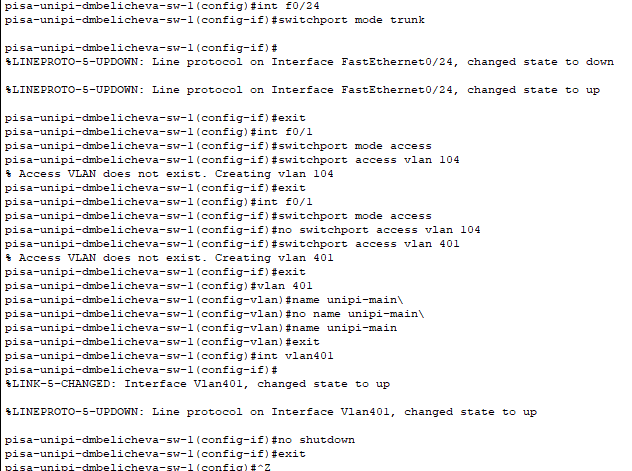 pisa-unipi-dmbelicheva-sw-1(config)#int f0/24
pisa-unipi-dmbelicheva-sw-1(config-if)#switchport mode trunk
pisa-unipi-dmbelicheva-sw-1(config-if)#
%LINEPROTO-5-UPDOWN: Line protocol on Interface FastEthernet0/24, changed state to down
%LINEPROTO-5-UPDOWN: Line protocol on Interface FastEthernet0/24, changed state to up
pisa-unipi-dmbelicheva-sw-1(config-if)#exit
pisa-unipi-dmbelicheva-sw-1(config)#int f0/1
pisa-unipi-dmbelicheva-sw-1(config-if)#switchport mode access
pisa-unipi-dmbelicheva-sw-1(config-if)#switchport access vlan 104
% Access VLAN does not exist. Creating vlan 104
pisa-unipi-dmbelicheva-sw-1(config-if)#exit
pisa-unipi-dmbelicheva-sw-1(config)#int f0/1
pisa-unipi-dmbelicheva-sw-1(config-if)#switchport mode access
pisa-unipi-dmbelicheva-sw-1(config-if)#no switchport access vlan 104
pisa-unipi-dmbelicheva-sw-1(config-if)#switchport access vlan 401
% Access VLAN does not exist. Creating vlan 401
pisa-unipi-dmbelicheva-sw-1(config-if)#exit
pisa-unipi-dmbelicheva-sw-1(config)#vlan 401
pisa-unipi-dmbelicheva-sw-1(config-vlan)#name unipi-main\
pisa-unipi-dmbelicheva-sw-1(config-vlan)#no name unipi-main\
pisa-unipi-dmbelicheva-sw-1(config-vlan)#name unipi-main
pisa-unipi-dmbelicheva-sw-1(config-vlan)#exit
pisa-unipi-dmbelicheva-sw-1(config)#int vlan401
pisa-unipi-dmbelicheva-sw-1(config-if)#
%LINK-5-CHANGED: Interface Vlan401, changed state to up
%LINEPROTO-5-UPDOWN: Line protocol on Interface Vlan401, changed state to up
pisa-unipi-dmbelicheva-sw-1(config-if)#no shutdown
pisa-unipi-dmbelicheva-sw-1(config-if)#exit
pisa-unipi-dmbelicheva-sw-1(config)#^Z